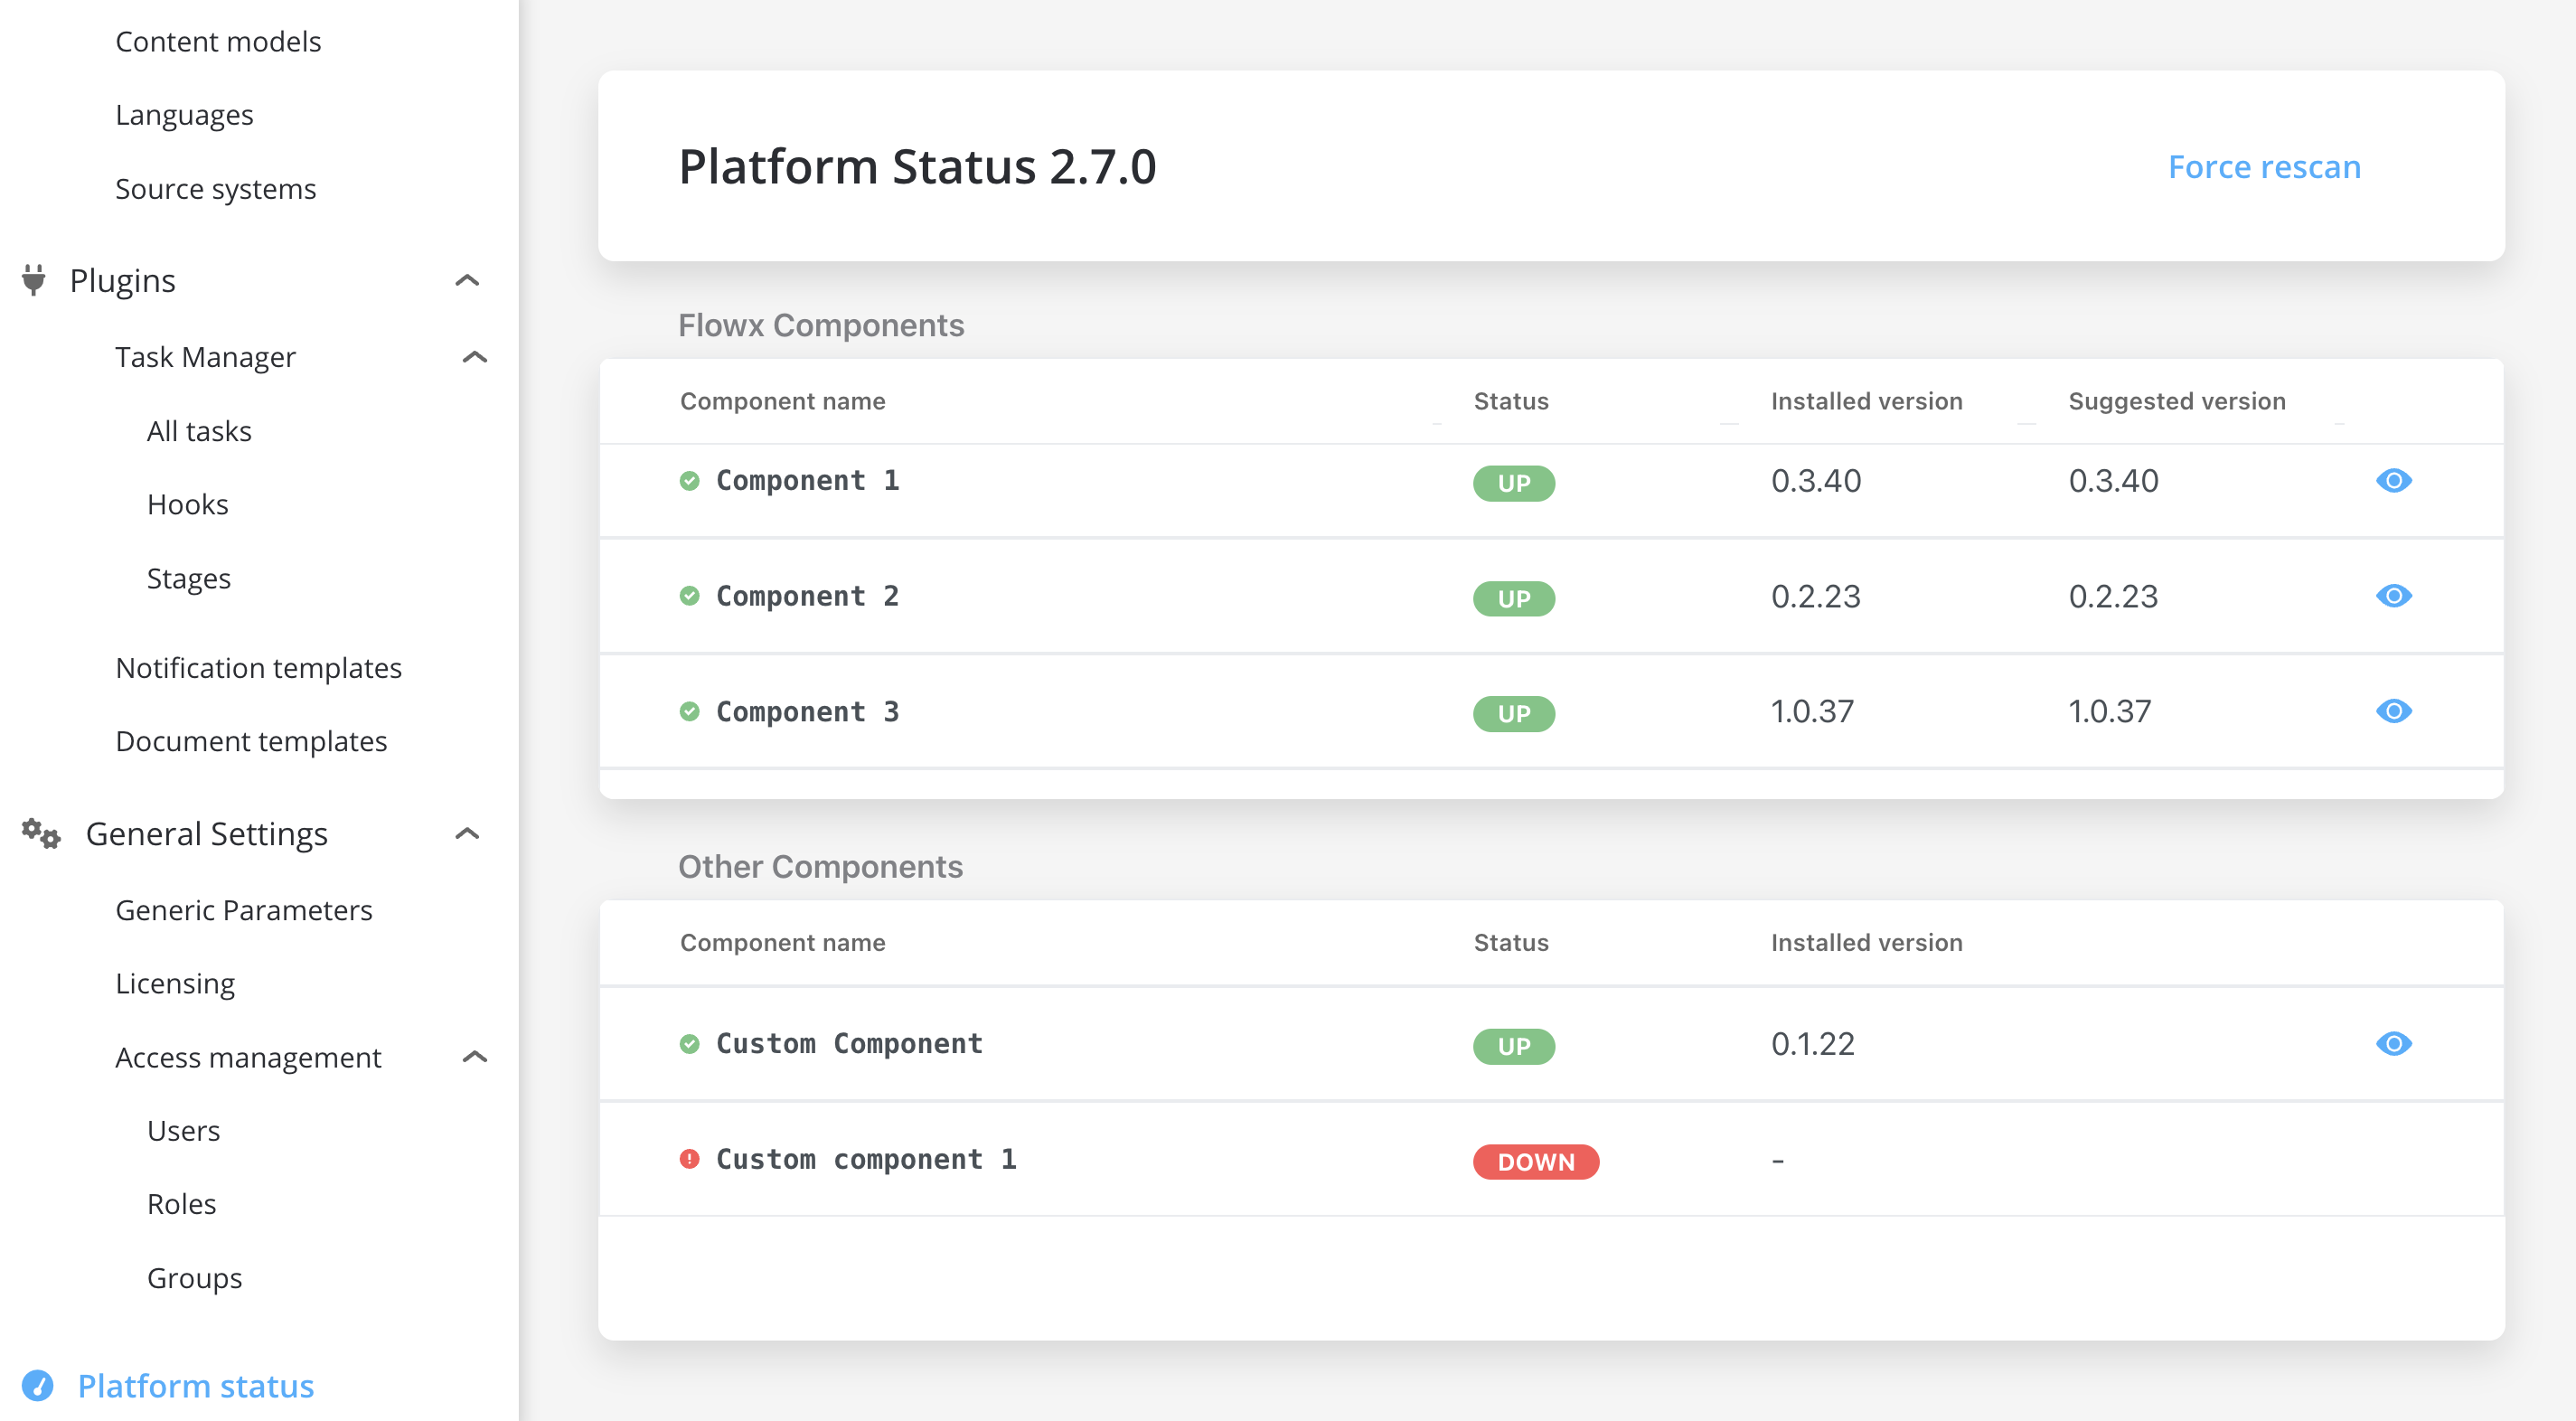 Content models
Languages
Source systems
Plugins
Task Manager
All tasks
Hooks
Stages
Notification templates
Document templates
General Settings
Generic Parameters
Licensing
Access management
Users
Roles
Groups
Platform status
Platform Status 2.7.0
Force rescan
Flowx Components
Component name Status Installed version Suggested version
Component 1 UP 0.3.40 0.3.40
Component 2 UP 0.2.23 0.2.23
Component 3 UP 1.0.37 1.0.37
Other Components
Component name Status Installed version
Custom Component UP 0.1.22
Custom component 1 DOWN -